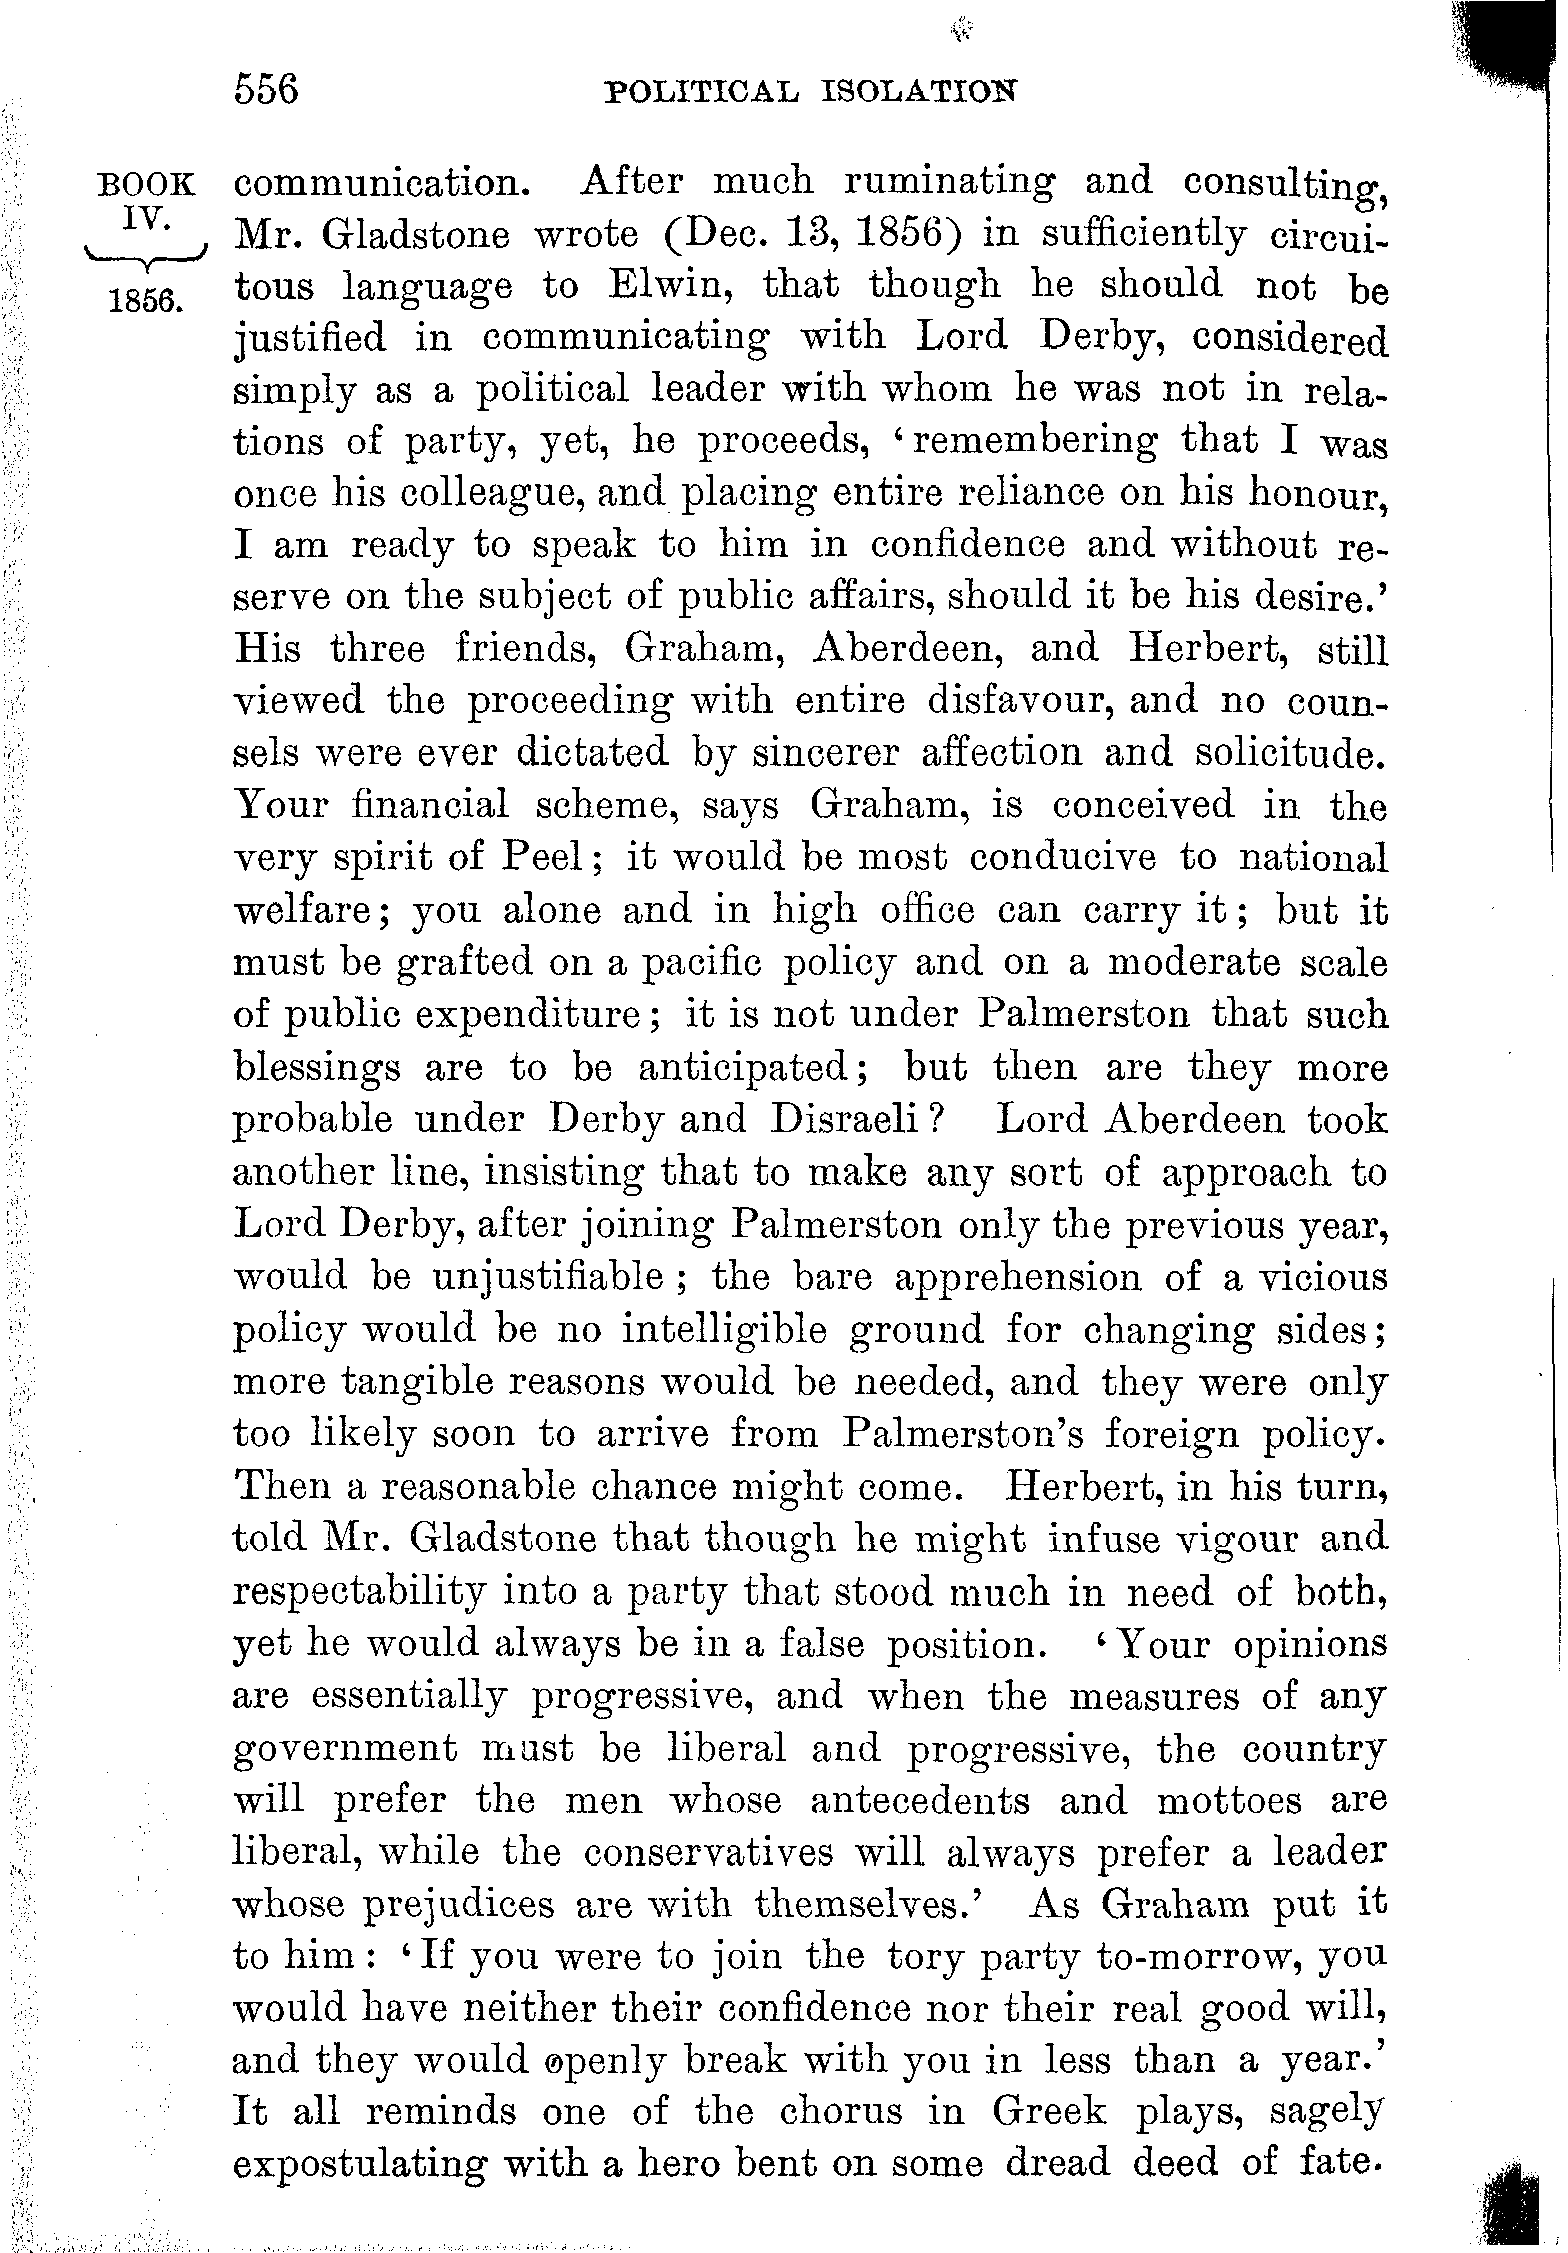 556 POLITICAL ISOLATION
BOOK
IV.
1856.
communication. After much ruminating and consulting,
Mr. Gladstone wrote (Dec. 13, 1856) in sufficiently circui-
tous language to Elwin, that though he should not be
justified in communicating with Lord Derby, considered
simply as a political leader with whom he was not in rela-
tions of party, yet, he proceeds, ‘remembering that I was
once his colleague, and placing entire reliance on his honour,
I am ready to speak to him in confidence and without re-
serve on the subject of public affairs, should it be his desire.’
His three friends, Graham, Aberdeen, and Herbert, still
viewed the proceeding with entire disfavour, and no coun-
sels were ever dictated by sincerer affection and solicitude.
Your financial scheme, says Graham, is conceived in the
very spirit of Peel; it would be most conducive to national
welfare; you alone and in high office can carry it; but it
must be grafted on a pacific policy and on a moderate scale
of public expenditure; it is not under Palmerston that such
blessings are to be anticipated; but then are they more
probable under Derby and Disraeli? Lord Aberdeen took
another line, insisting that to make any sort of approach to
Lord Derby, after joining Palmerston only the previous year,
would be unjustifiable; the bare apprehension of a vicious
policy would be no intelligible ground for changing sides;
more tangible reasons would be needed, and they were only
too likely soon to arrive from Palmerston’s foreign policy.
Then a reasonable chance might come. Herbert, in his turn,
told Mr. Gladstone that though he might infuse vigour and
respectability into a party that stood much in need of both,
yet he would always be in a false position. ‘Your opinions
are essentially progressive, and when the measures of any
government must be liberal and progressive, the country
will prefer the men whose antecedents and mottoes are
liberal, while the conservatives will always prefer a leader
whose prejudices are with themselves.’ As Graham put it
to him: ‘If you were to join the tory party to-morrow, you
would have neither their confidence nor their real good will,
and they would openly break with you in less than a year.’
It all reminds one of the chorus in Greek plays, sagely
expostulating with a hero bent on some dread deed of fate.